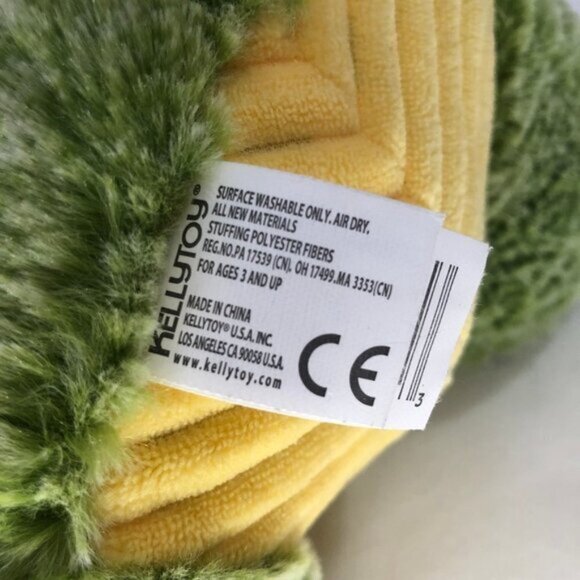 KELLYTOY®
SURFACE WASHABLE ONLY. AIR DRY.
ALL NEW MATERIALS
STUFFING POLYESTER FIBERS
REG.NO.PA 17539 (CN). OH 17499.MA 3353(CN)
FOR AGES 3 AND UP
MADE IN CHINA
KELLYTOY® U.S.A. INC.
LOS ANGELES CA 90058 U.S.A.
www.kellytoy.com
CE
3